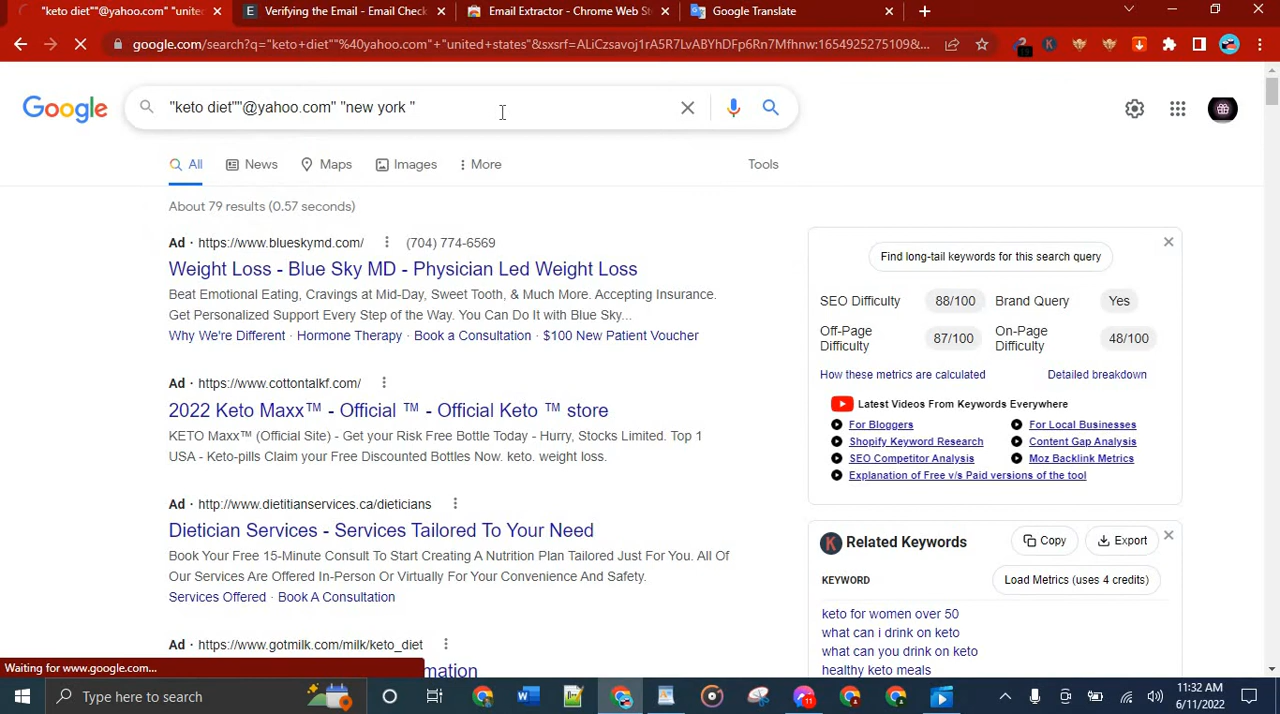 "keto diet""@yahoo.com" "unite
Verifying the Email - Email Check
Email Extractor - Chrome Web St
Google Translate
google.com/search?q="keto+diet""%40yahoo.com"+"united+states"&sxsrf=ALiCzsavoj1rA5R7LvABYhDFp6Rn7Mfhnw:1654925275109&...
Google
"keto diet""@yahoo.com" "new york "
All
News
Maps
Images
More
Tools
About 79 results (0.57 seconds)
Ad · https://www.blueskymd.com/ (704) 774-6569
Weight Loss - Blue Sky MD - Physician Led Weight Loss
Beat Emotional Eating, Cravings at Mid-Day, Sweet Tooth, & Much More. Accepting Insurance.
Get Personalized Support Every Step of the Way. You Can Do It with Blue Sky...
Why We're Different · Hormone Therapy · Book a Consultation · $100 New Patient Voucher
Ad · https://www.cottontalkf.com/
2022 Keto Maxx™ - Official ™ - Official Keto ™ store
KETO Maxx™ (Official Site) - Get your Risk Free Bottle Today - Hurry, Stocks Limited. Top 1
USA - Keto-pills Claim your Free Discounted Bottles Now. keto. weight loss.
Ad · http://www.dietitianservices.ca/dieticians
Dietician Services - Services Tailored To Your Need
Book Your Free 15-Minute Consult To Start Creating A Nutrition Plan Tailored Just For You. All Of
Our Services Are Offered In-Person Or Virtually For Your Convenience And Safety.
Services Offered · Book A Consultation
Ad · https://www.gotmilk.com/milk/keto_diet
mation
Find long-tail keywords for this search query
SEO Difficulty 88/100 Brand Query Yes
Off-Page Difficulty 87/100 On-Page Difficulty 48/100
How these metrics are calculated Detailed breakdown
Latest Videos From Keywords Everywhere
For Bloggers For Local Businesses
Shopify Keyword Research Content Gap Analysis
SEO Competitor Analysis Moz Backlink Metrics
Explanation of Free v/s Paid versions of the tool
K Related Keywords Copy Export
KEYWORD Load Metrics (uses 4 credits)
keto for women over 50
what can i drink on keto
what can you drink on keto
healthy keto meals
Waiting for www.google.com...
Type here to search
11
11:32 AM
6/11/2022